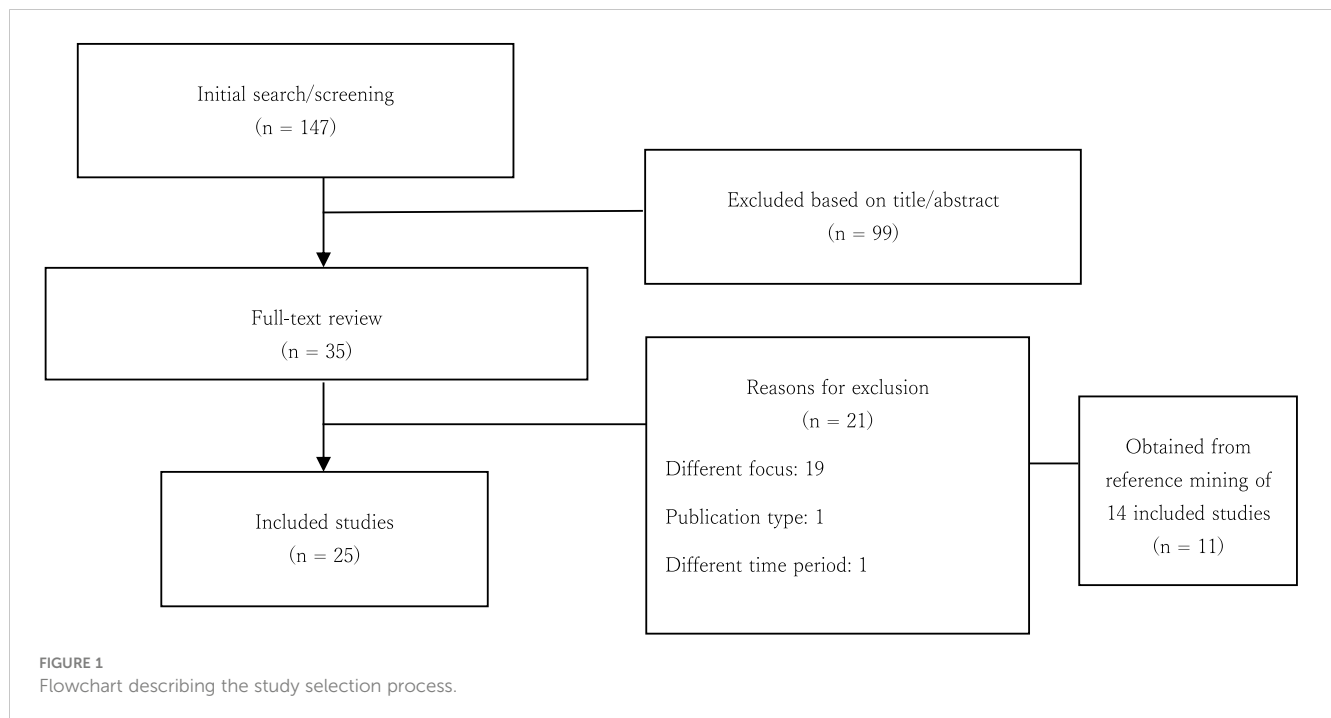 Initial search/screening
(n = 147)
Excluded based on title/abstract
(n = 99)
Full-text review
(n = 35)
Reasons for exclusion
(n = 21)
Different focus: 19
Publication type: 1
Different time period: 1
Obtained from
reference mining of
14 included studies
(n = 11)
Included studies
(n = 25)
FIGURE 1
Flowchart describing the study selection process.